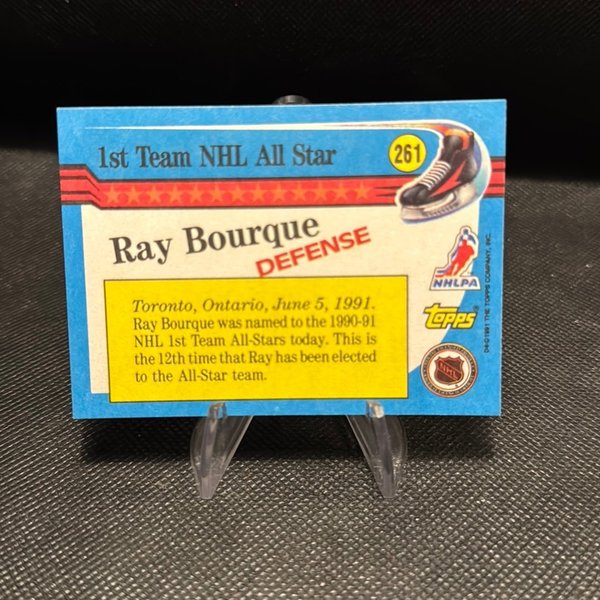 1st Team NHL All Star
261
Ray Bourque
DEFENSE
Toronto, Ontario, June 5, 1991.
Ray Bourque was named to the 1990-91
NHL 1st Team All-Stars today. This is
the 12th time that Ray has been elected
to the All-Star team.
NHLPA
Topps®
NHL